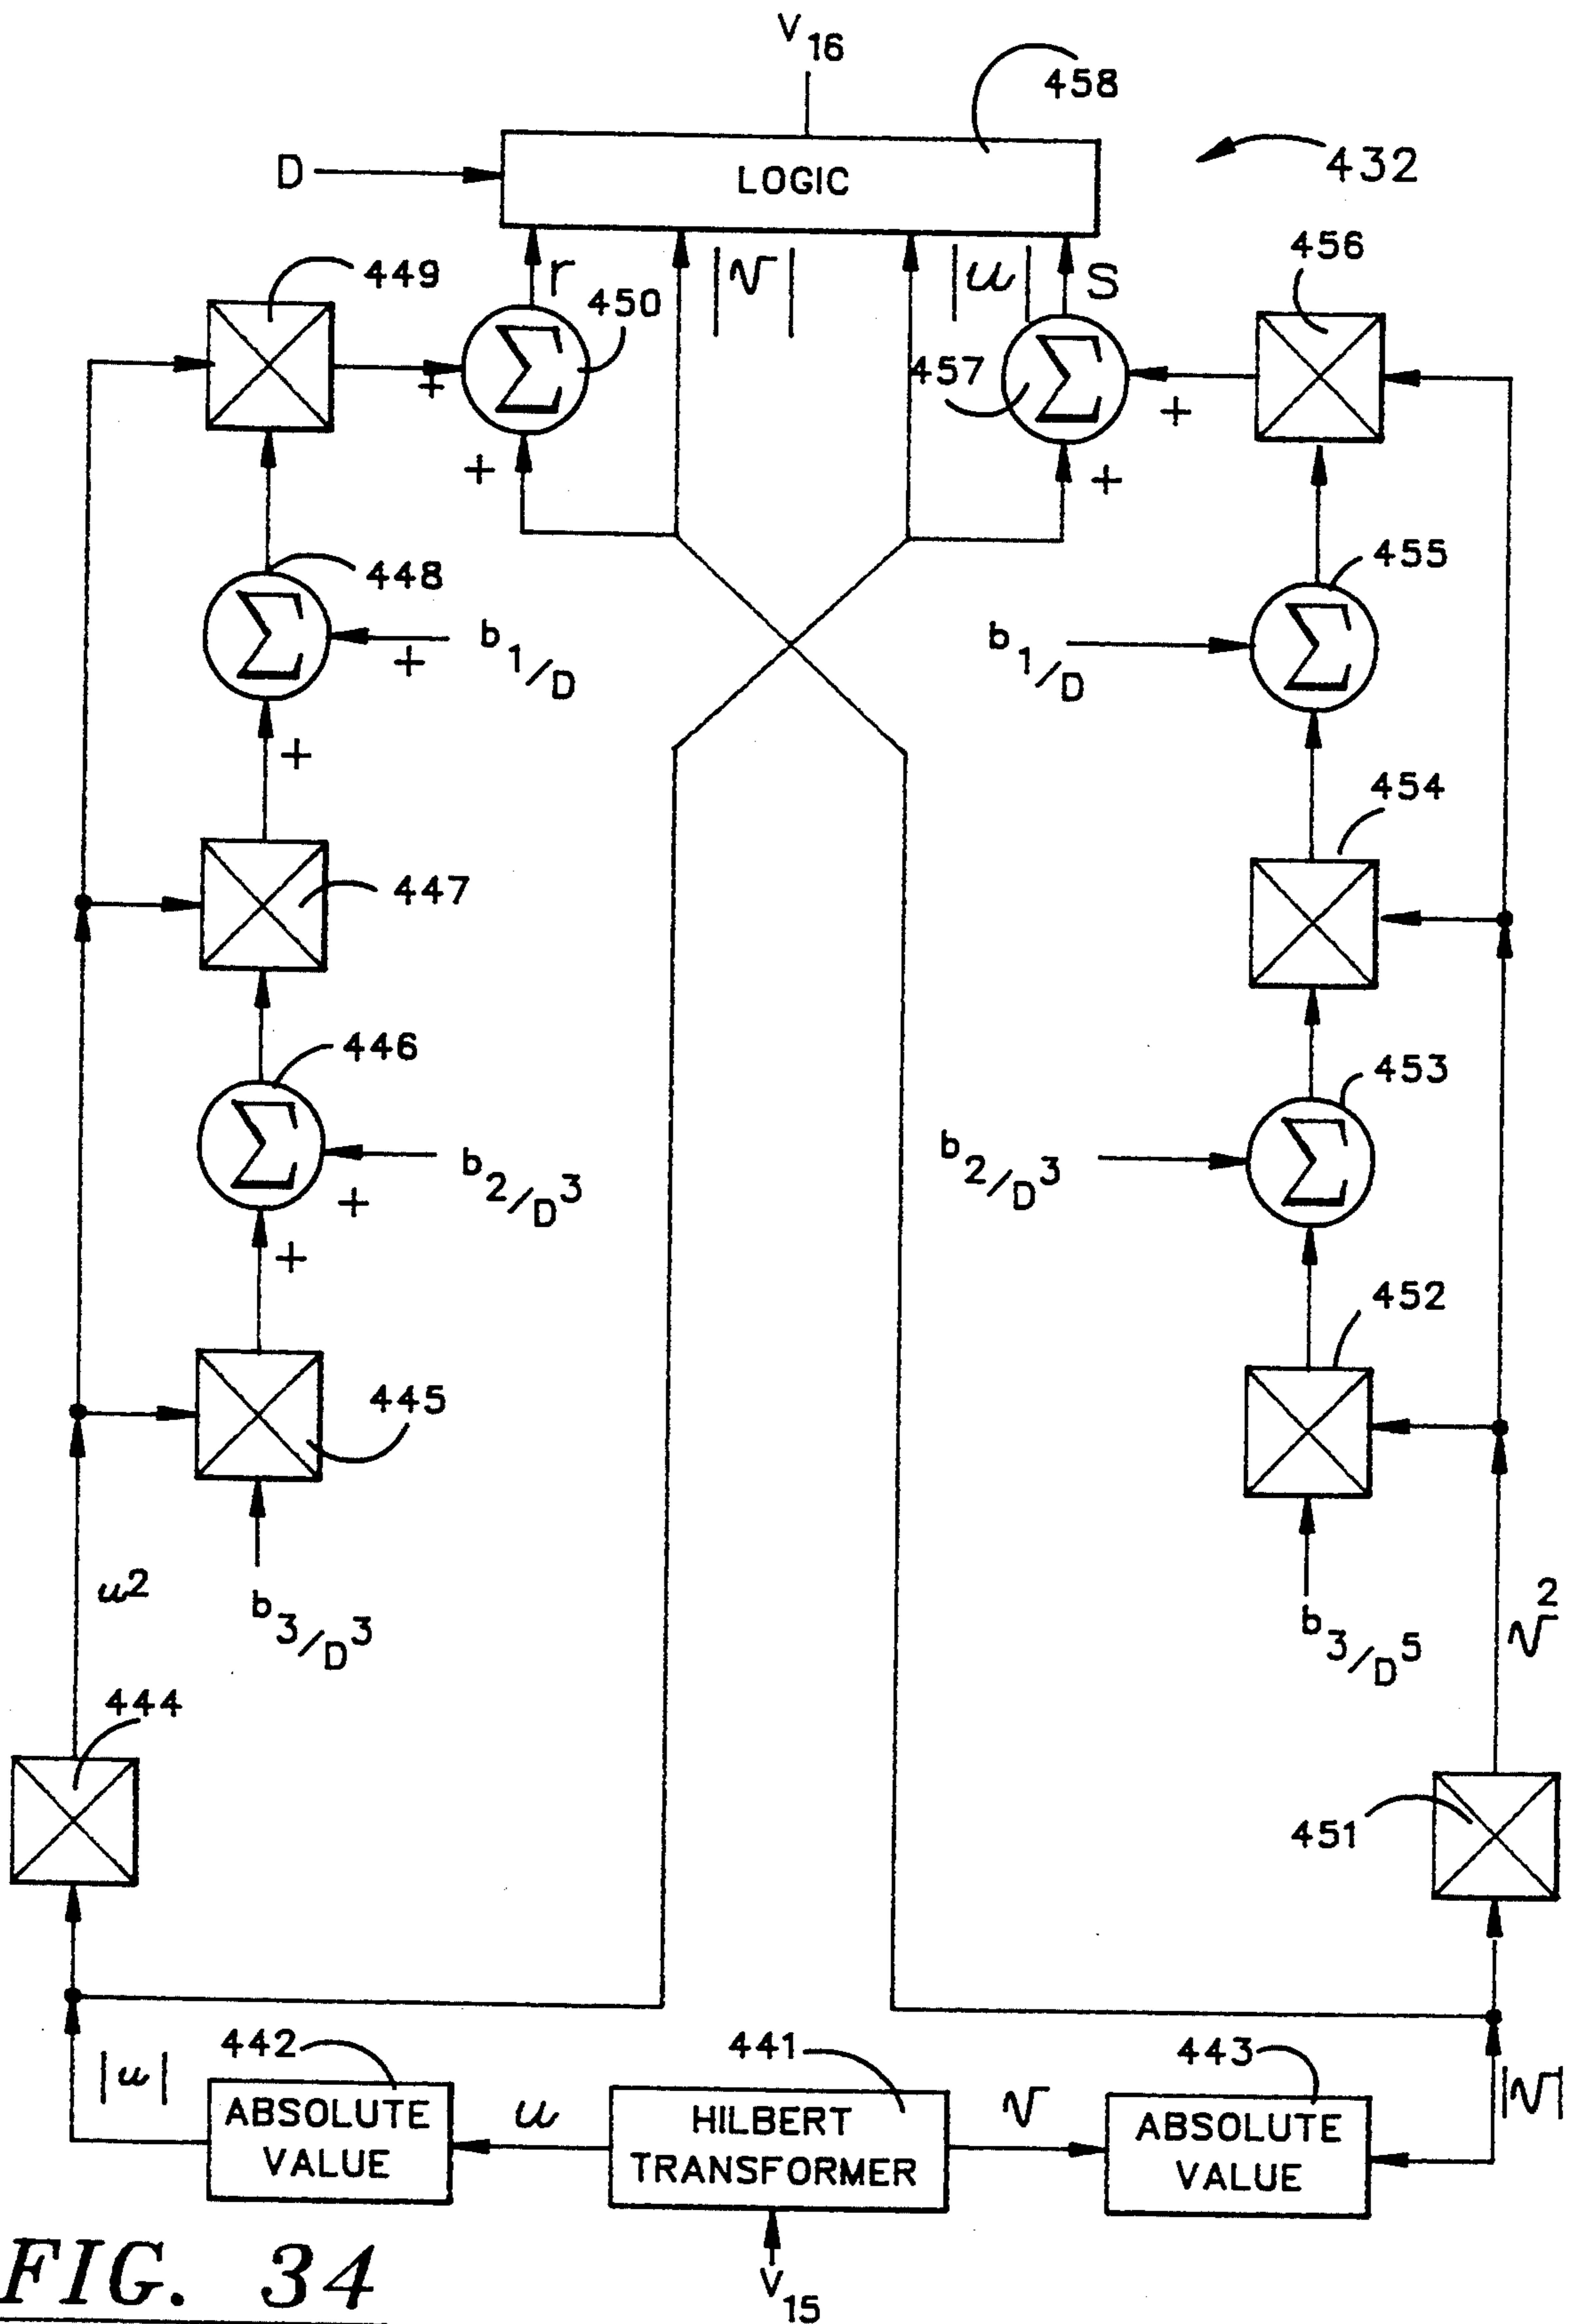 V16
458
D
LOGIC
432
r
|v|
|u|
S
449
450
457
456
+
+
+
+
448
b1/D
+
+
b1/D
455
447
454
446
b2/D3
+
+
b2/D3
453
445
452
u2
b3/D3
b3/D5
v2
444
451
|u|
442
441
443
|v|
ABSOLUTE VALUE
u
HILBERT TRANSFORMER
v
ABSOLUTE VALUE
V15
FIG. 34